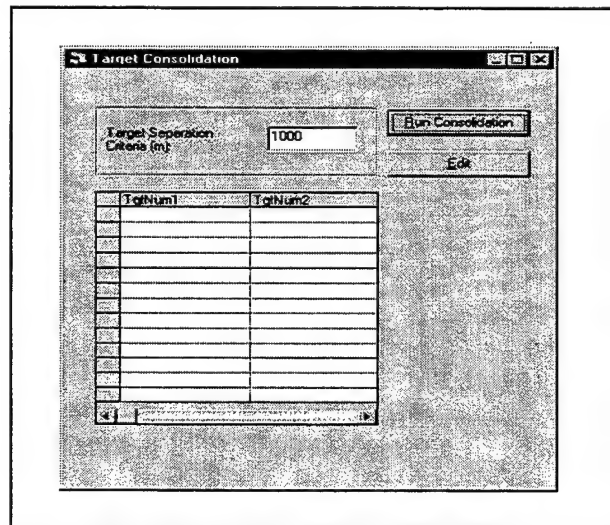 Target Consolidation
Target Seperation
Criteria (m):
1000
Run Consolidation
Edit
TgtNum1 TgtNum2